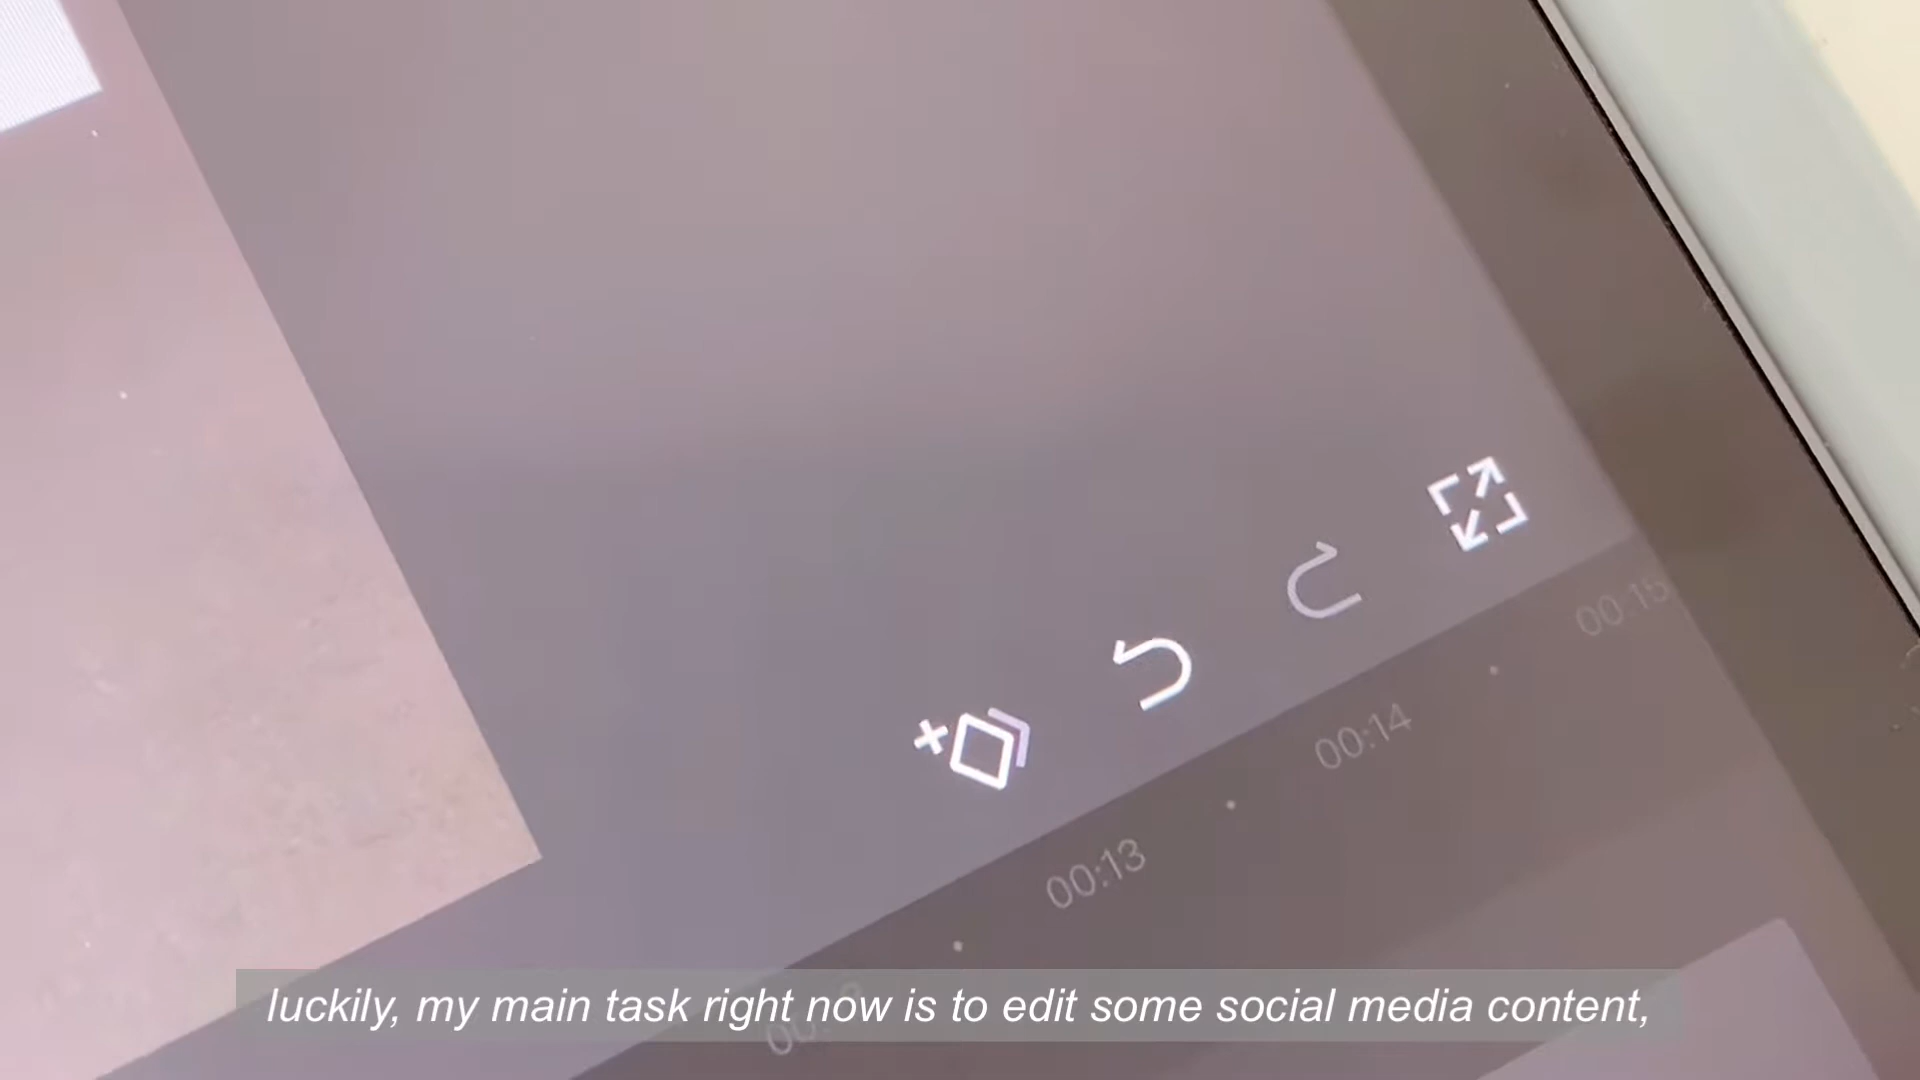 00:15
00:14
00:13
luckily, my main task right now is to edit some social media content,